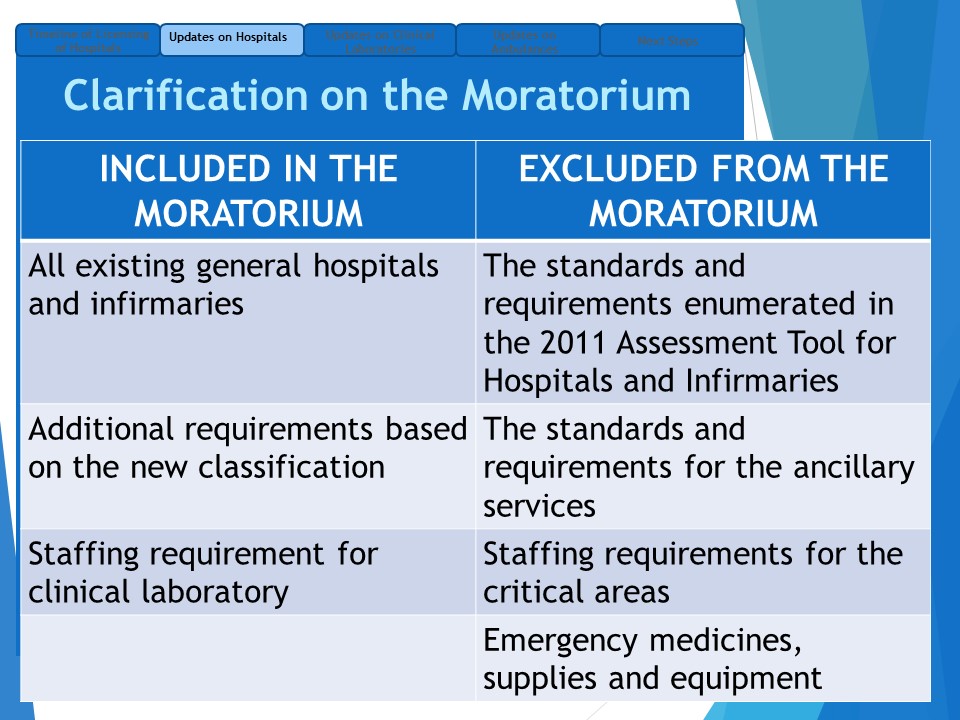 Timeline of Licensing
of Hospitals
Updates on Hospitals
Updates on Clinical
Laboratories
Updates on
Ambulances
Next Steps
Clarification on the Moratorium
INCLUDED IN THE
MORATORIUM
EXCLUDED FROM THE
MORATORIUM
All existing general hospitals
and infirmaries
The standards and
requirements enumerated in
the 2011 Assessment Tool for
Hospitals and Infirmaries
Additional requirements based
on the new classification
The standards and
requirements for the ancillary
services
Staffing requirement for
clinical laboratory
Staffing requirements for the
critical areas
Emergency medicines,
supplies and equipment